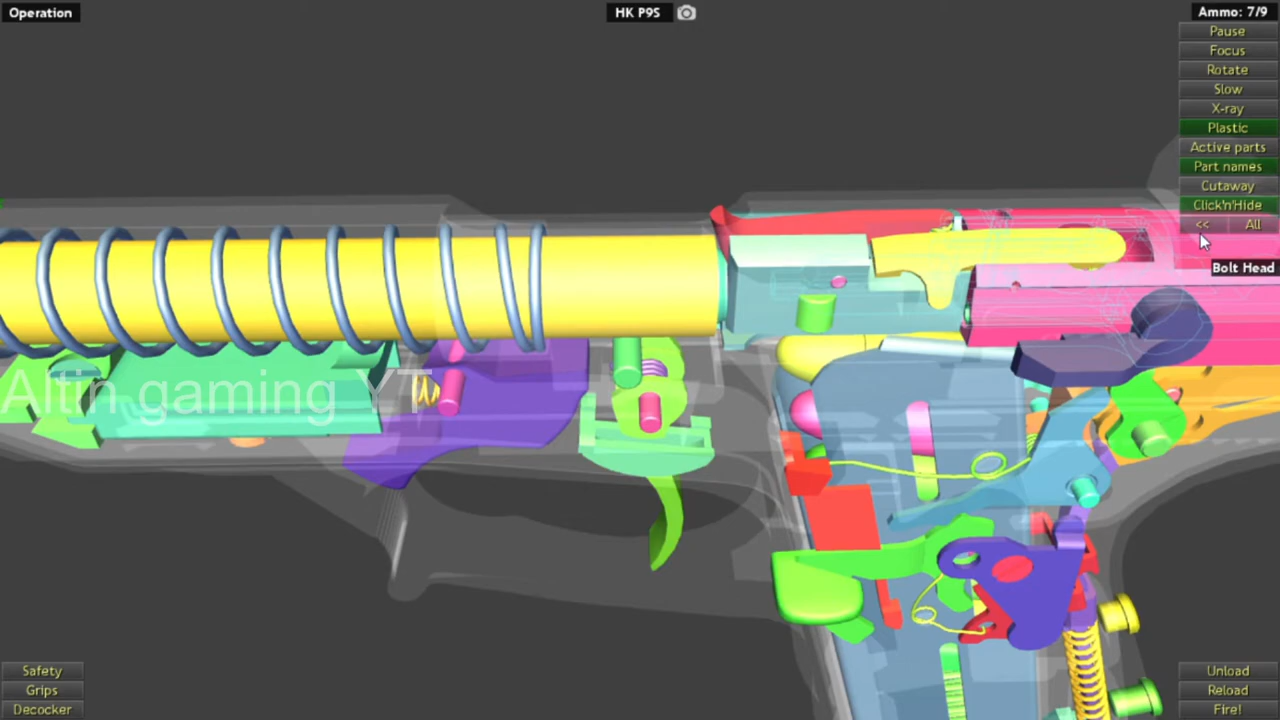 Operation
HK P9S
Ammo: 7/9
Pause
Focus
Rotate
Slow
X-ray
Plastic
Active parts
Part names
Cutaway
Click'n'Hide
<< All
Bolt Head
Altin gaming YT
Safety
Grips
Decocker
Unload
Reload
Fire!